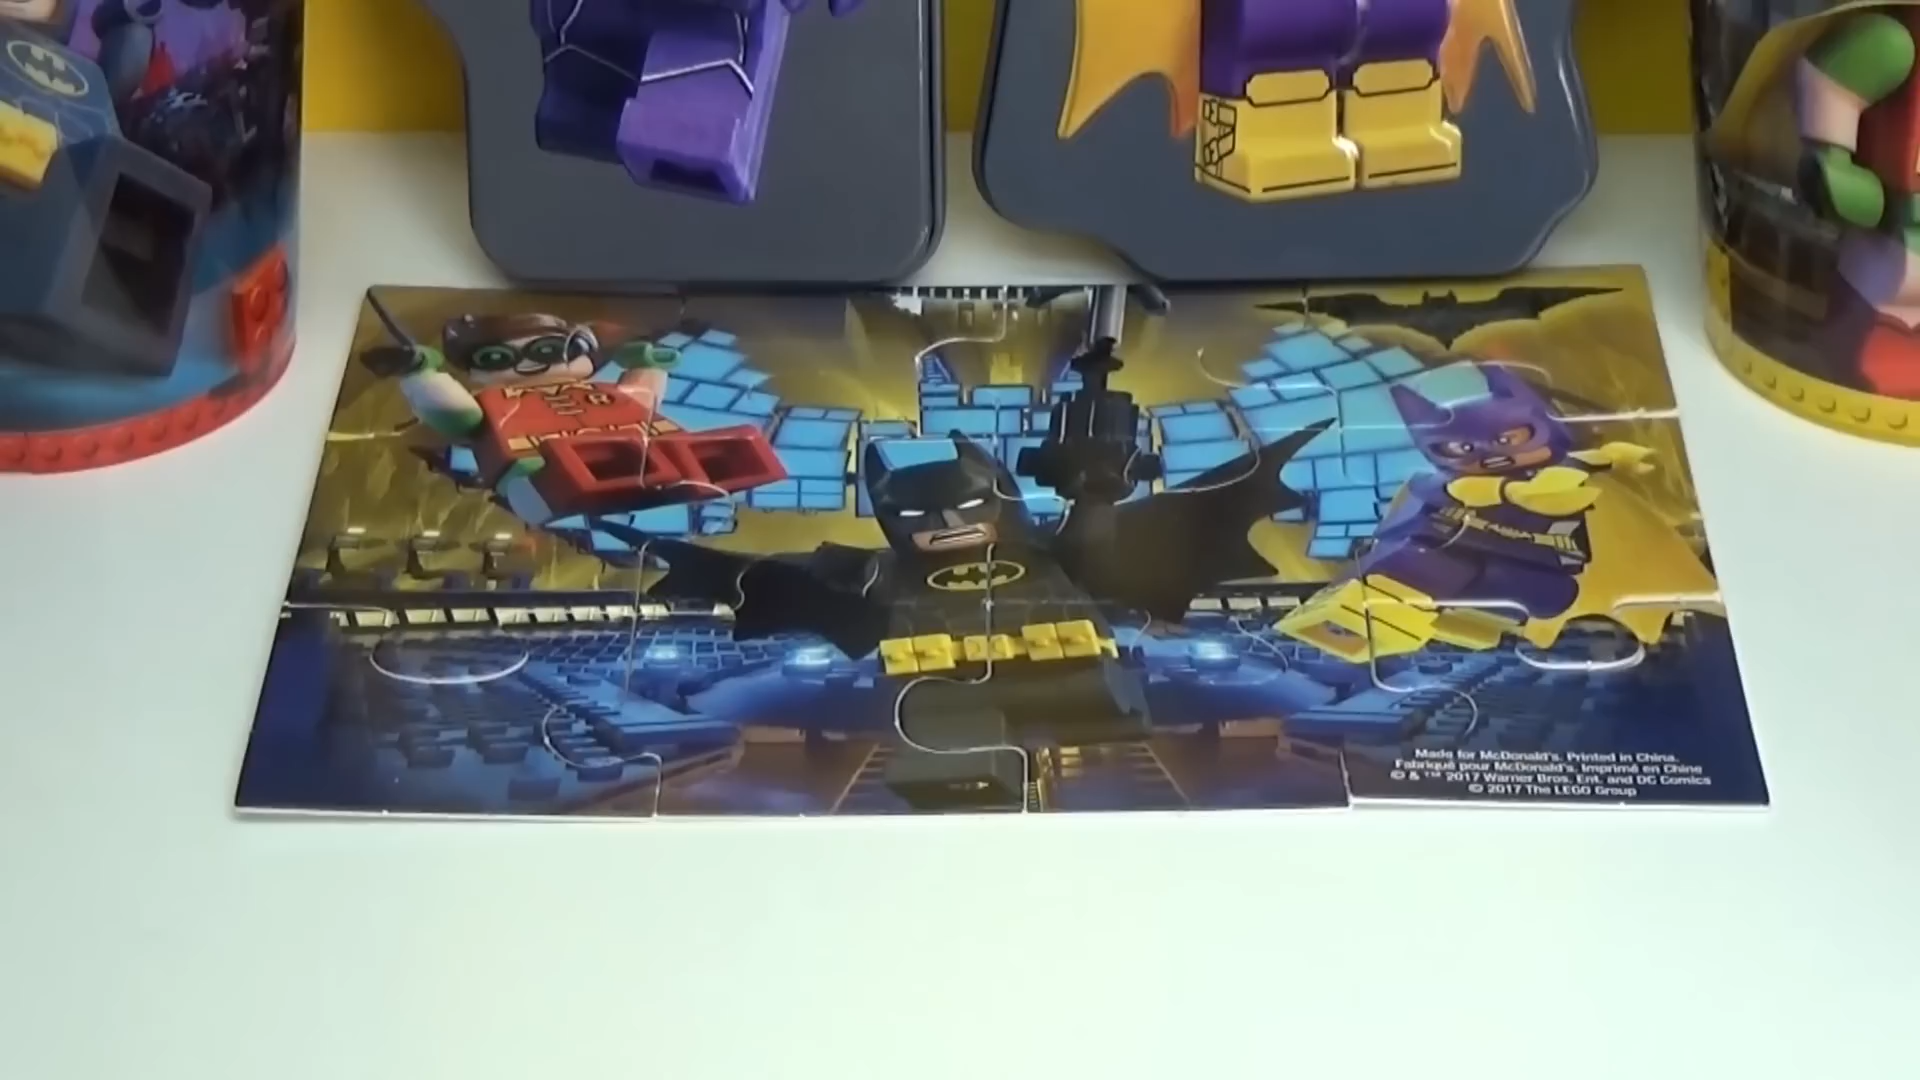 R
Made for McDonald's. Printed in China.
Fabriqué pour McDonald's. Imprimé en Chine
© & ™ 2017 Warner Bros. Ent. and DC Comics
© 2017 The LEGO Group